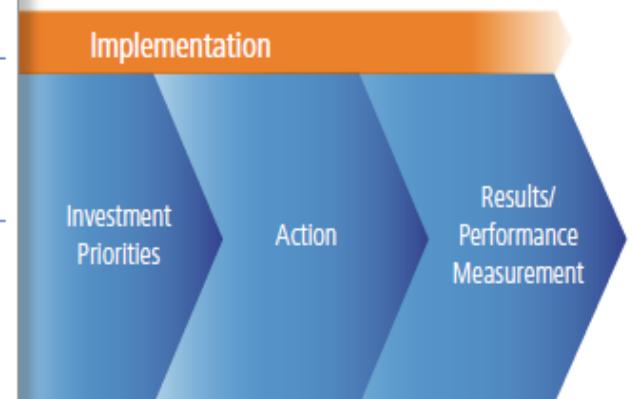 Implementation
Investment
Priorities
Action
Results/
Performance
Measurement